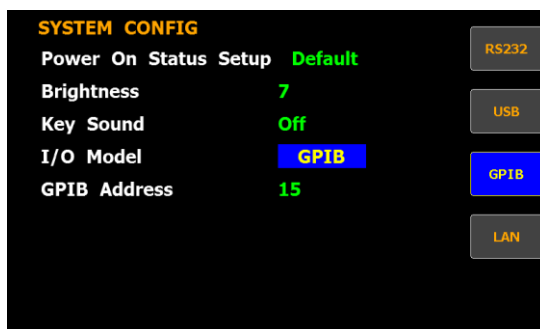 SYSTEM CONFIG
Power On Status Setup Default
Brightness 7
Key Sound Off
I/O Model GPIB
GPIB Address 15
RS232
USB
GPIB
LAN